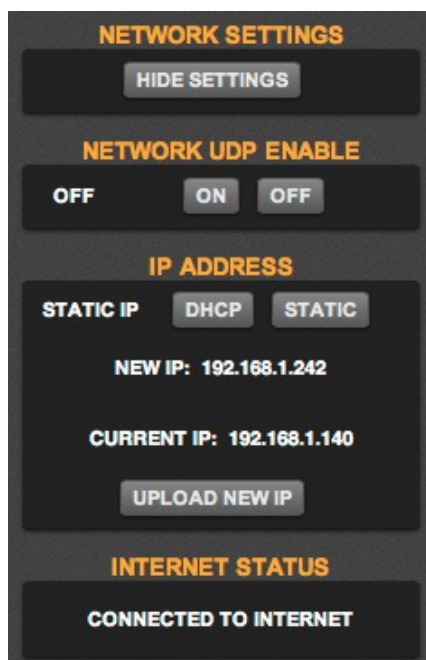 NETWORK SETTINGS
HIDE SETTINGS
NETWORK UDP ENABLE
OFF ON OFF
IP ADDRESS
STATIC IP DHCP STATIC
NEW IP: 192.168.1.242
CURRENT IP: 192.168.1.140
UPLOAD NEW IP
INTERNET STATUS
CONNECTED TO INTERNET